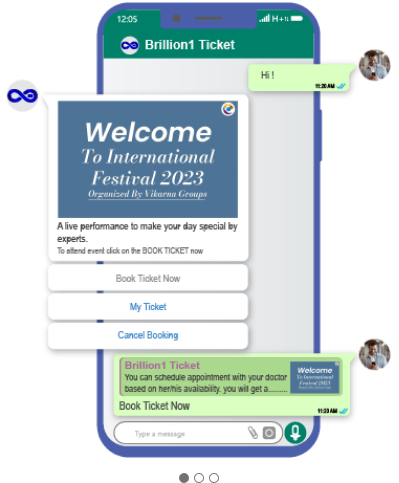 12:05
H+
Brillion1 Ticket
Hi !
11:20 AM
Welcome
To International
Festival 2023
Organized By Vikarna Groups
A live performance to make your day special by
experts.
To attend event click on the BOOK TICKET now
Book Ticket Now
My Ticket
Cancel Booking
Brillion1 Ticket
You can schedule appointment with your doctor
based on her/his availability. you will get a.........
Welcome
To International
Festival 2023
Book Ticket Now
11:20 AM
Type a message